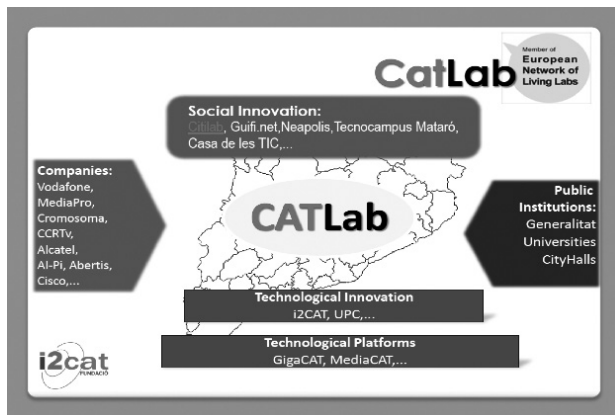 CatLab
Member of
European
Network of
Living Labs
Social Innovation:
Citilab, Guifi.net,Neapolis,Tecnocampus Mataró,
Casa de les TIC,...
Companies:
Vodafone,
MediaPro,
Cromosoma,
CCRTv,
Alcatel,
Al-Pi, Abertis,
Cisco,...
CATLab
Public
Institutions:
Generalitat
Universities
CityHalls
Technological Innovation
i2CAT, UPC,...
Technological Platforms
GigaCAT, MediaCAT,...
i2cat
FUNDACIÓ